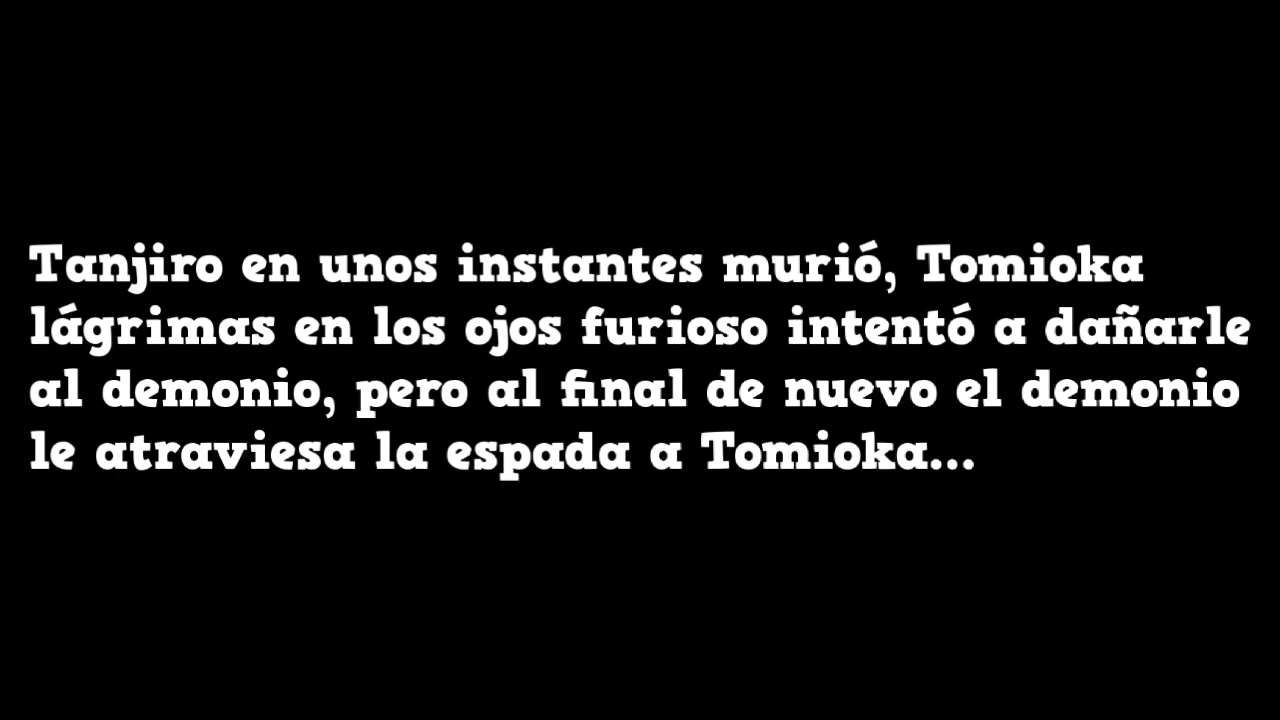 Tanjiro en unos instantes murió, Tomioka
lágrimas en los ojos furioso intentó a dañarle
al demonio, pero al final de nuevo el demonio
le atraviesa la espada a Tomioka...